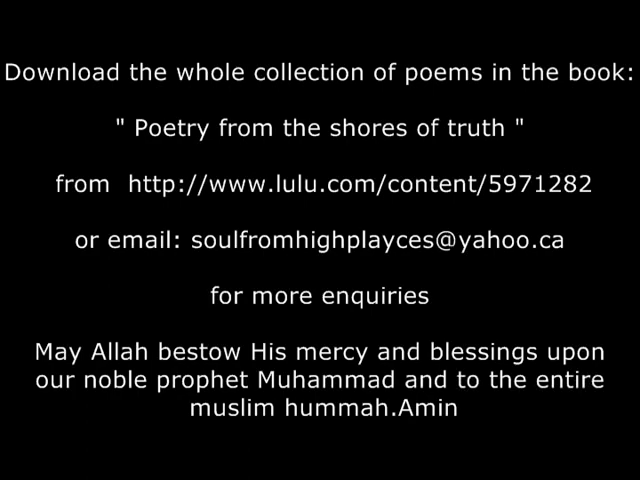 Download the whole collection of poems in the book:
" Poetry from the shores of truth "
from http://www.lulu.com/content/5971282
or email: soulfromhighplayces@yahoo.ca
for more enquiries
May Allah bestow His mercy and blessings upon
our noble prophet Muhammad and to the entire
muslim hummah.Amin